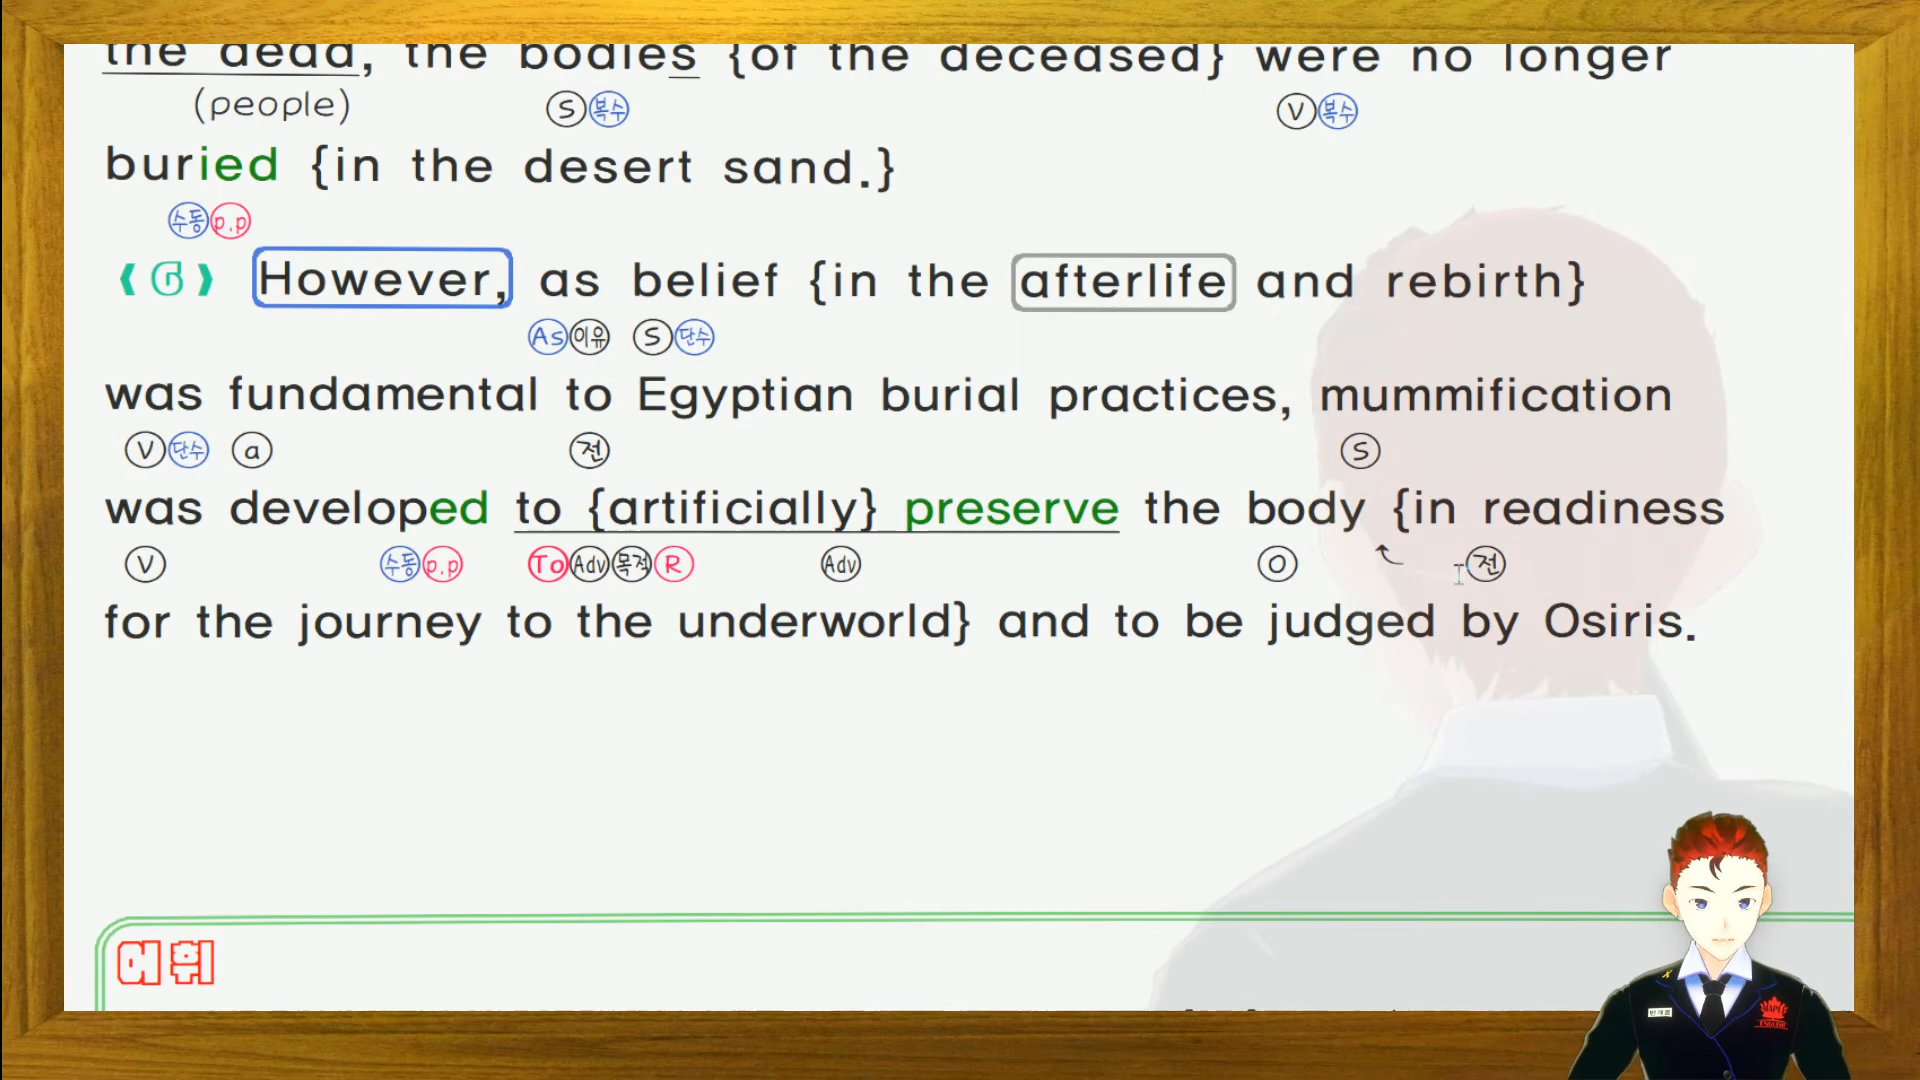 the dead, the bodies {of the deceased} were no longer
(people) S 복수 V 복수
buried {in the desert sand.}
수동 p.p
❰6❱ However, as belief {in the afterlife and rebirth}
As 이유 S 단수
was fundamental to Egyptian burial practices, mummification
V 단수 a 전 S
was developed to {artificially} preserve the body {in readiness
V 수동 p.p To Adv 목적 R Adv O 전
for the journey to the underworld} and to be judged by Osiris.
어휘